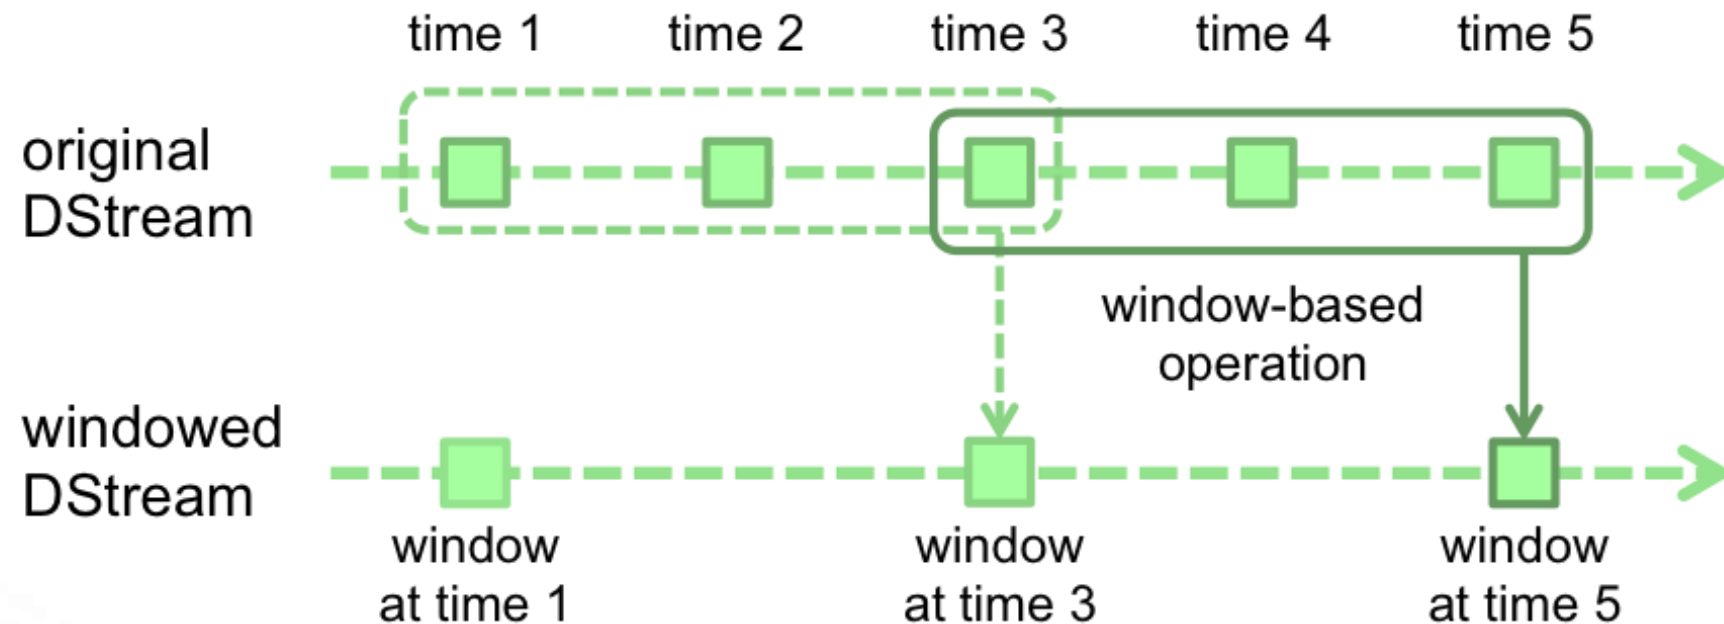 time 1 time 2 time 3 time 4 time 5
original
DStream
window-based
operation
windowed
DStream
window window window
at time 1 at time 3 at time 5